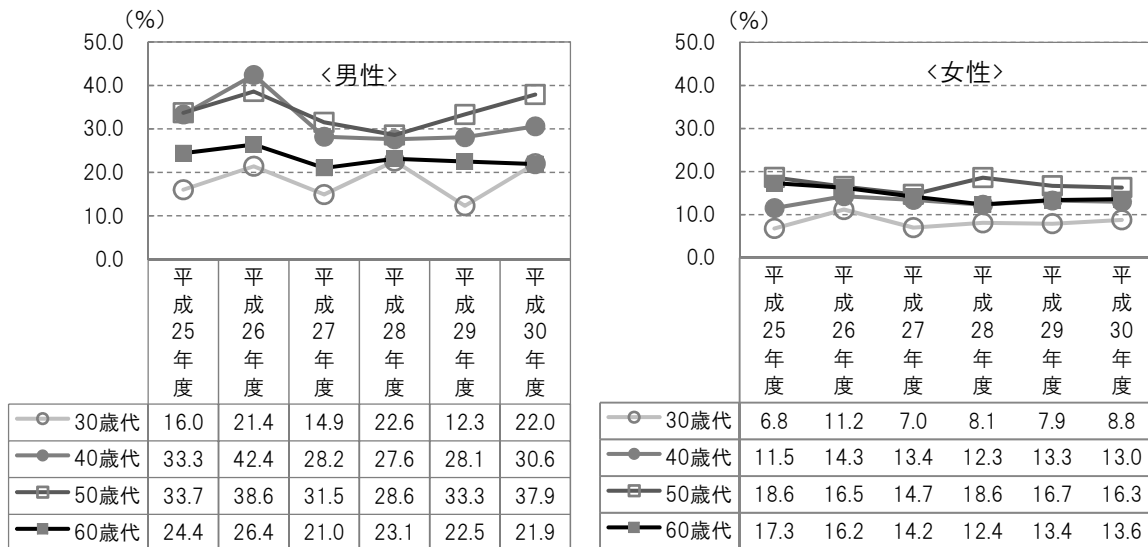 (%)
50.0
40.0
30.0
20.0
10.0
0.0
<男性>
平成25年度 平成26年度 平成27年度 平成28年度 平成29年度 平成30年度
30歳代 16.0 21.4 14.9 22.6 12.3 22.0
40歳代 33.3 42.4 28.2 27.6 28.1 30.6
50歳代 33.7 38.6 31.5 28.6 33.3 37.9
60歳代 24.4 26.4 21.0 23.1 22.5 21.9
(%)
50.0
40.0
30.0
20.0
10.0
0.0
<女性>
平成25年度 平成26年度 平成27年度 平成28年度 平成29年度 平成30年度
30歳代 6.8 11.2 7.0 8.1 7.9 8.8
40歳代 11.5 14.3 13.4 12.3 13.3 13.0
50歳代 18.6 16.5 14.7 18.6 16.7 16.3
60歳代 17.3 16.2 14.2 12.4 13.4 13.6